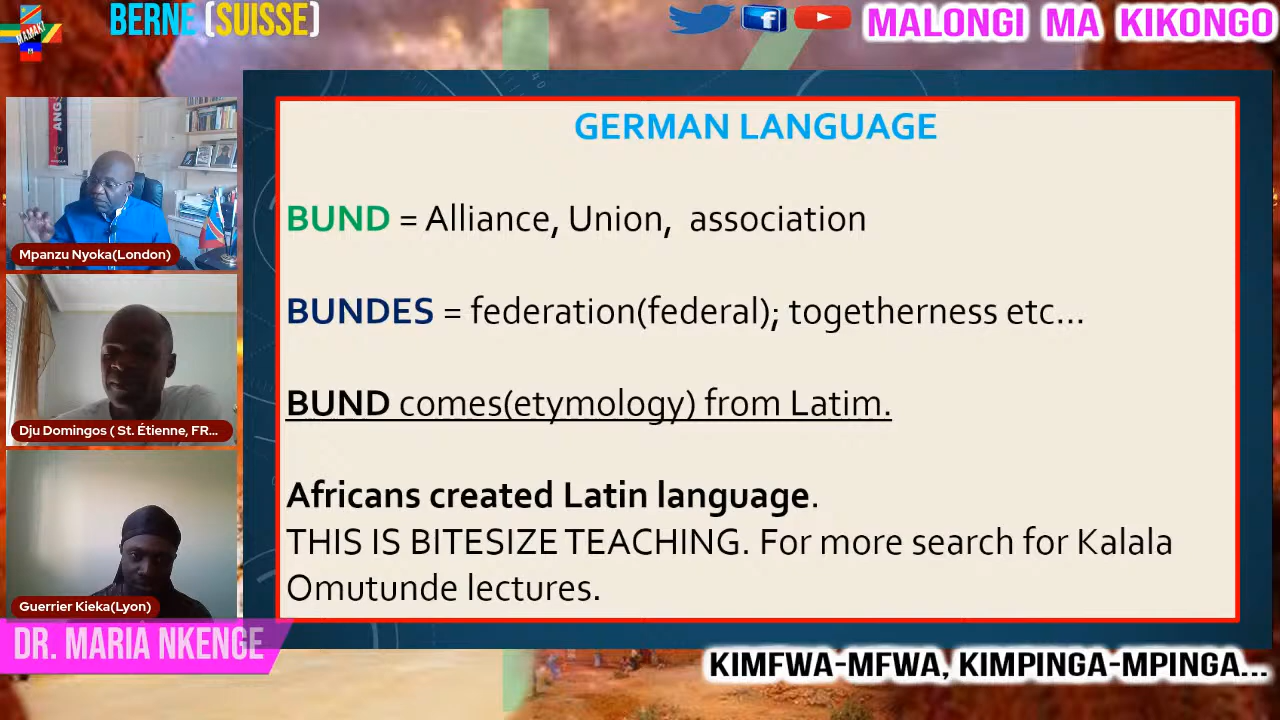 BERNE (SUISSE)
MALONGI MA KIKONGO
MAMAKI
GERMAN LANGUAGE
BUND = Alliance, Union, association
BUNDES = federation(federal); togetherness etc...
BUND comes(etymology) from Latim.
Africans created Latin language.
THIS IS BITESIZE TEACHING. For more search for Kalala
Omutunde lectures.
Mpanzu Nyoka(London)
Dju Domingos ( St. Étienne, FR...
Guerrier Kieka(Lyon)
DR. MARIA NKENGE
KIMFWA-MFWA, KIMPINGA-MPINGA...